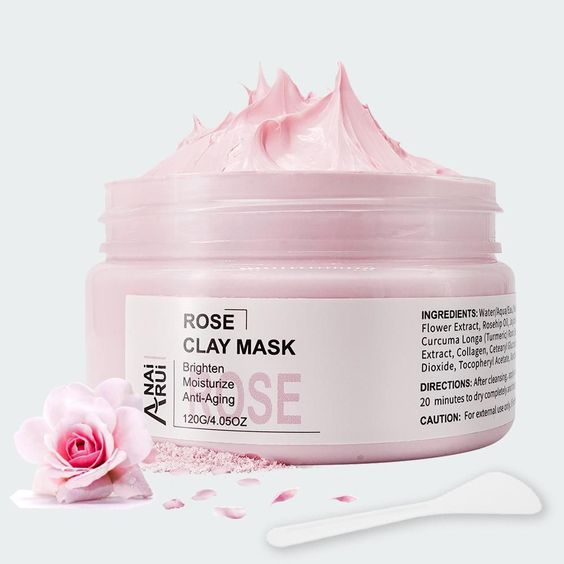 ANAI
RUI
ROSE
CLAY MASK
Brighten
Moisturize
Anti-Aging
120G/4.05OZ
ROSE
INGREDIENTS: Water/Aqua/Eau,
Flower Extract, Rosehip Oil,
Curcuma Longa (Turmeric) Root
Extract, Collagen, Cetearyl
Dioxide, Tocopheryl Acetate,
DIRECTIONS: After cleansing,
20 minutes to dry completely
CAUTION: For external use only